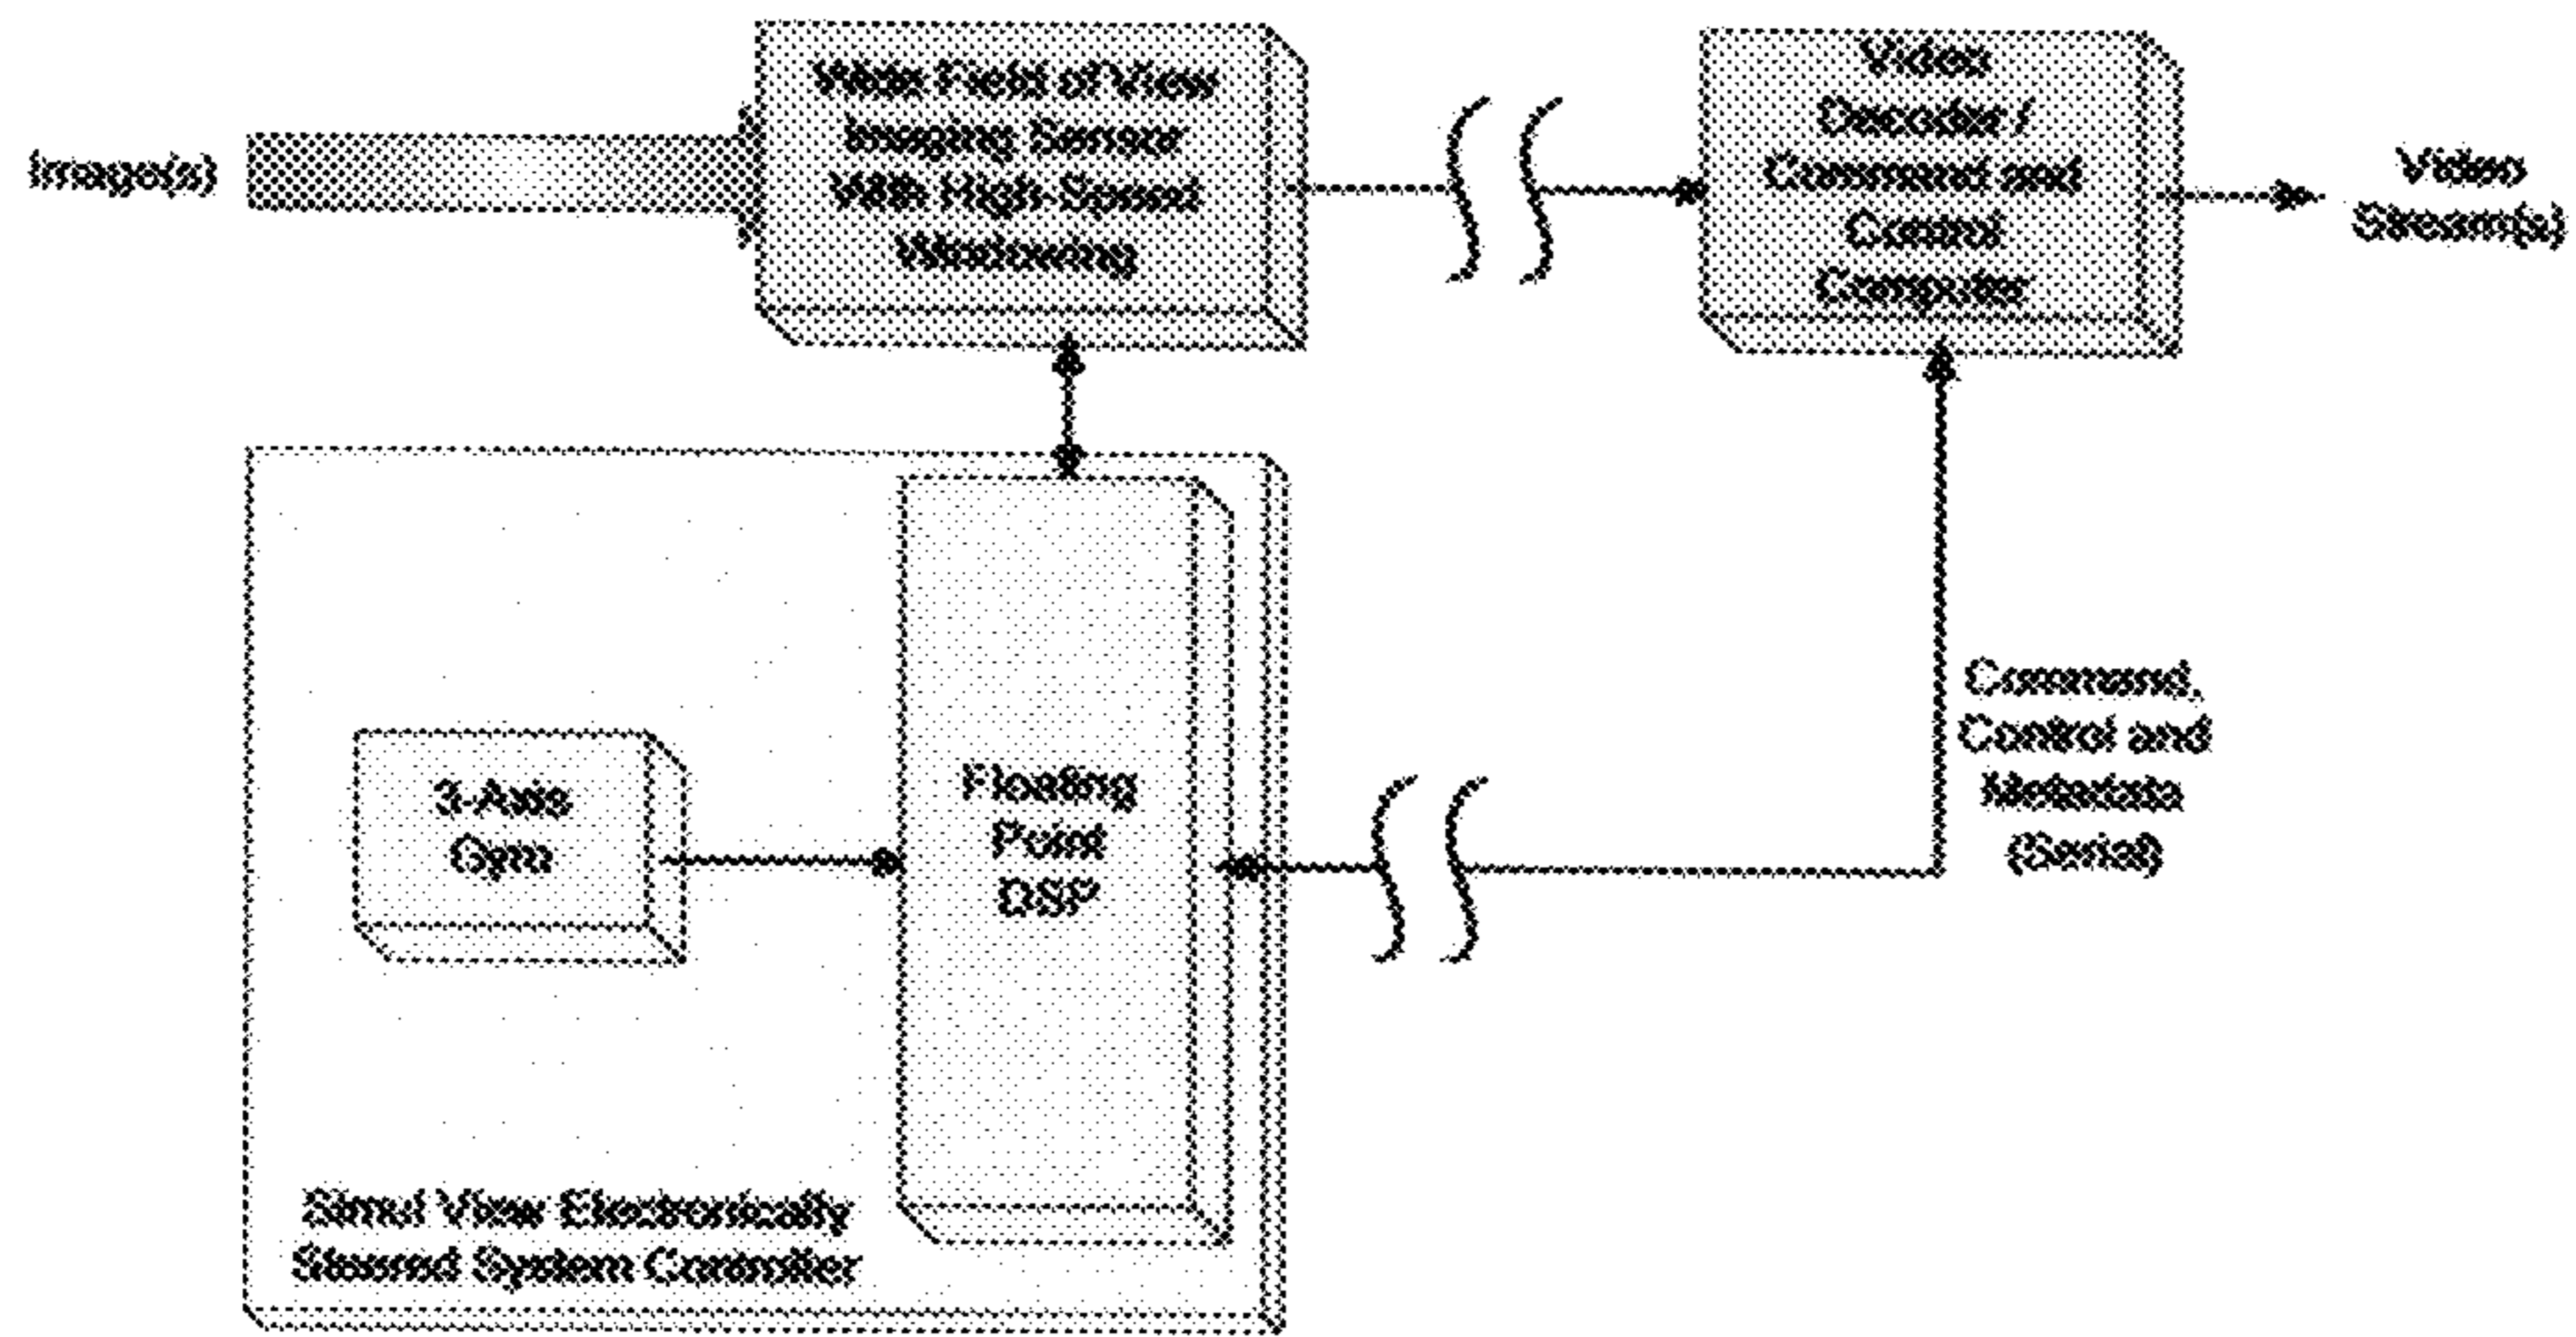 Image(s)
Wide Field of View
Imaging Sensor
With High-Speed
Windowing
Video
Decoder /
Command and
Control
Computer
Video
Stream(s)
3-Axis
Gyro
Floating
Point
DSP
Command,
Control and
Metadata
(Serial)
Simul View Electronically
Steered System Controller